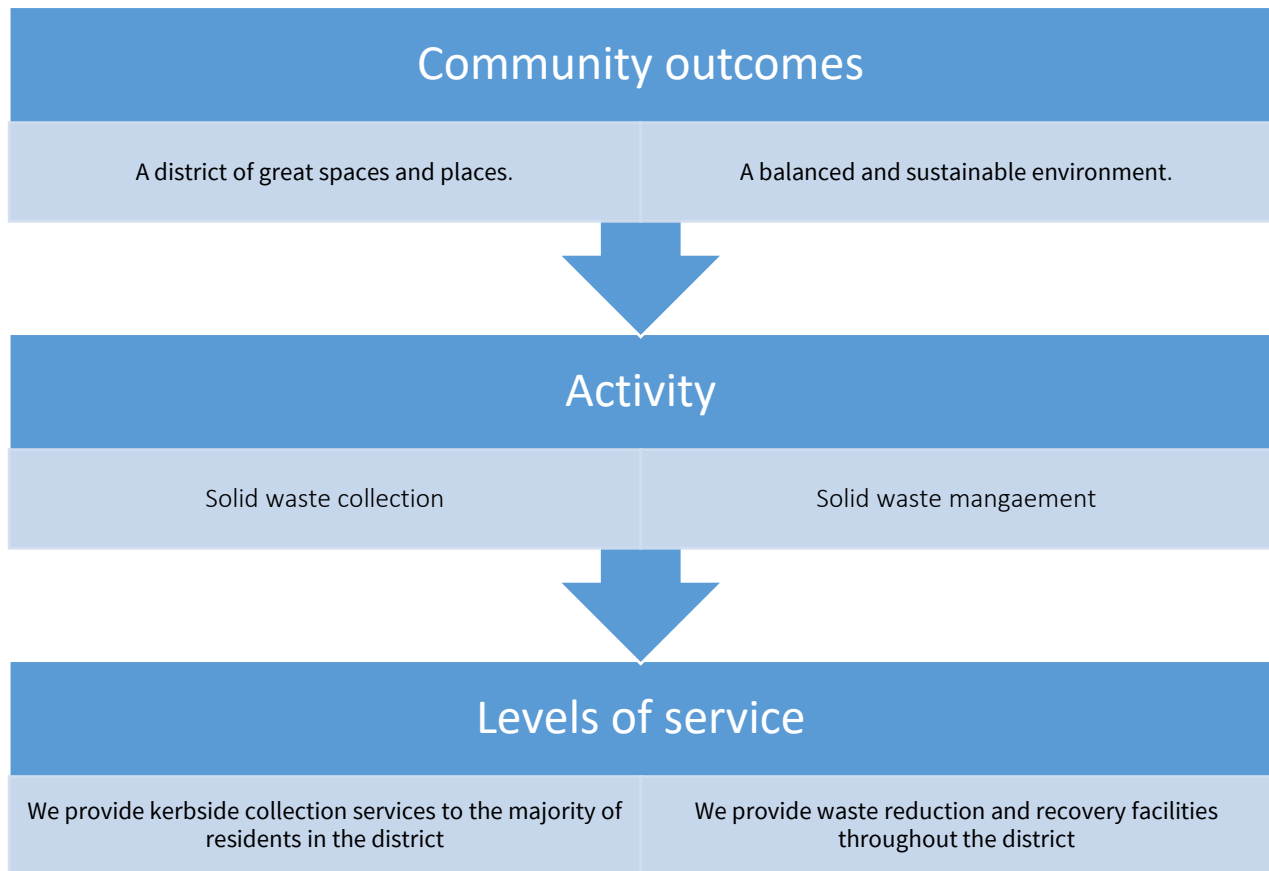 Community outcomes
A district of great spaces and places.
A balanced and sustainable environment.
Activity
Solid waste collection
Solid waste mangaement
Levels of service
We provide kerbside collection services to the majority of
residents in the district
We provide waste reduction and recovery facilities
throughout the district